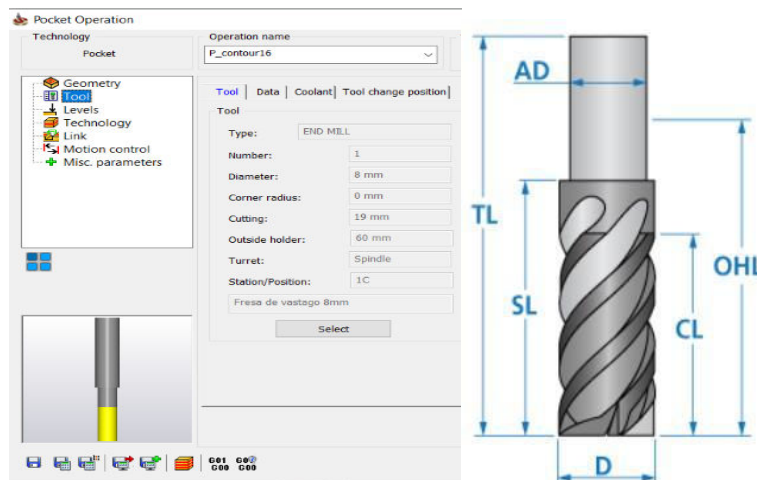 Pocket Operation
Technology
Pocket
Operation name
P_contour16
Geometry
Tool
Levels
Technology
Link
Motion control
Misc. parameters
Tool Data Coolant Tool change position
Tool
Type: END MILL
Number: 1
Diameter: 8 mm
Corner radius: 0 mm
Cutting: 19 mm
Outside holder: 60 mm
Turret: Spindle
Station/Position: 1C
Fresa de vastago 8mm
Select
G01 G0
G00 G00
AD
TL
SL
OHL
CL
D